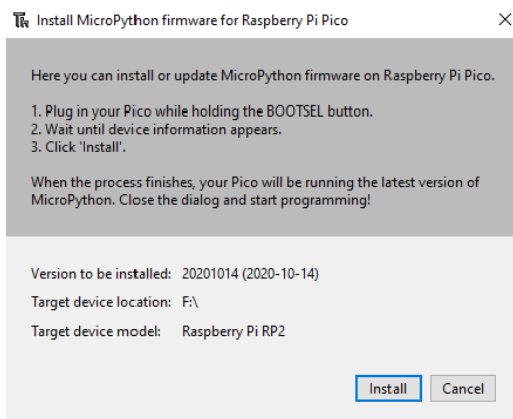 Install MicroPython firmware for Raspberry Pi Pico
Here you can install or update MicroPython firmware on Raspberry Pi Pico.
1. Plug in your Pico while holding the BOOTSEL button.
2. Wait until device information appears.
3. Click 'Install'.
When the process finishes, your Pico will be running the latest version of
MicroPython. Close the dialog and start programming!
Version to be installed: 20201014 (2020-10-14)
Target device location: F:\
Target device model: Raspberry Pi RP2
Install Cancel